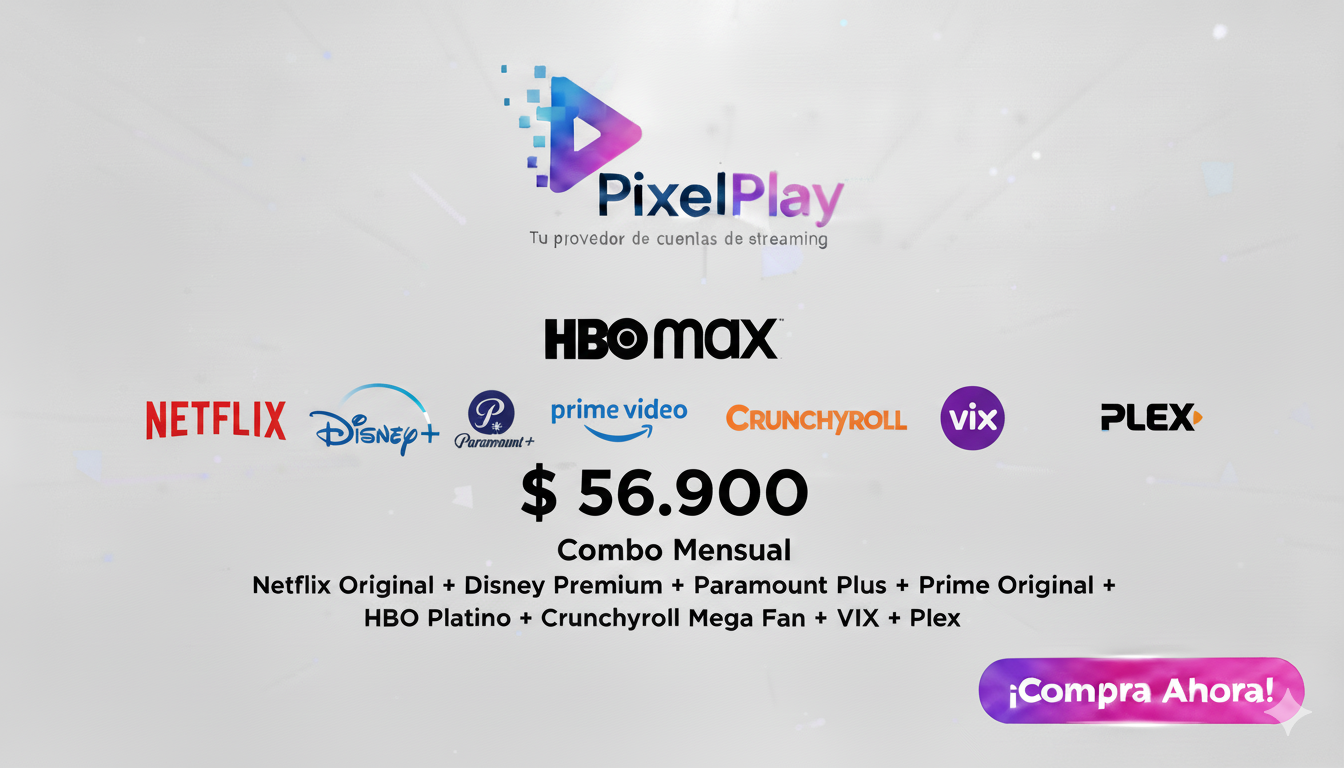 PixelPlay
Tu provedor de cuenlas de streaming
HBO max™
NETFLIX Disney+ P Paramount+ prime video CRUNCHYROLL vix PLEX
$ 56.900
Combo Mensual
Netflix Original + Disney Premium + Paramount Plus + Prime Original +
HBO Platino + Crunchyroll Mega Fan + VIX + Plex
¡Compra Ahora!